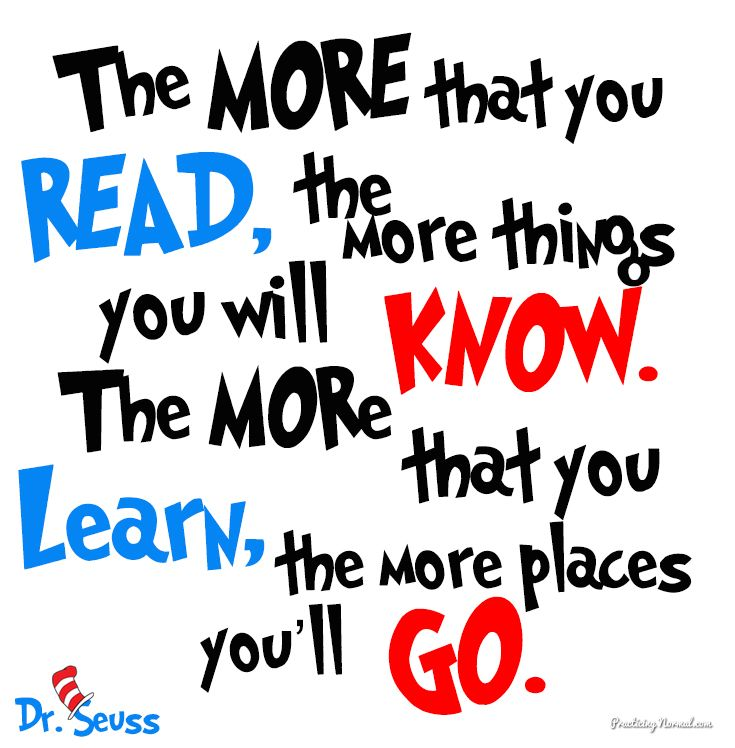 The MORE that you
READ, the
more things
you will KNOW.
The MORe
that you
Learn,
the more places
you'll GO.
Dr. Seuss
PracticingNormal.com